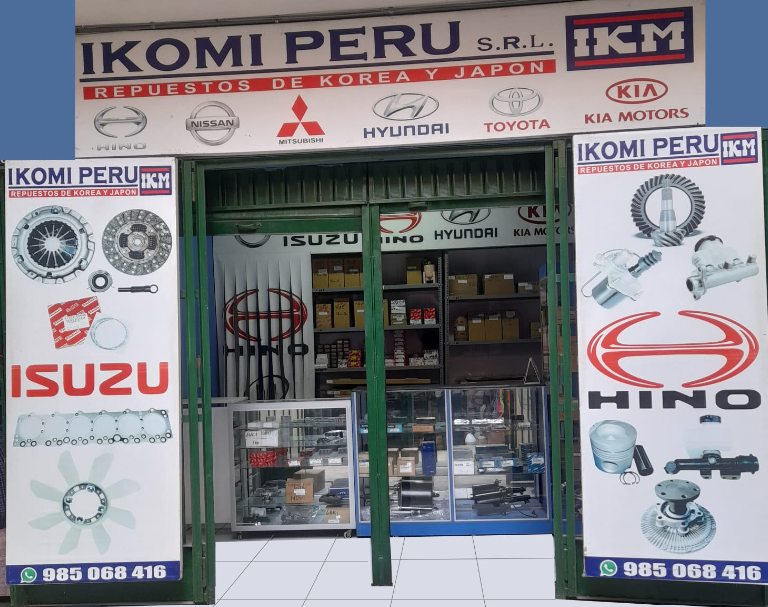 IKOMI PERU S.R.L.
IKM
REPUESTOS DE KOREA Y JAPON
HINO
NISSAN
MITSUBISHI
HYUNDAI
TOYOTA
KIA
KIA MOTORS
IKOMI PERU
REPUESTOS DE KOREA Y JAPON
IKM
ISUZU
985 068 416
ISUZU
HINO
HYUNDAI
KIA
KIA MOTORS
HINO
IKOMI PERU
REPUESTOS DE KOREA Y JAPON
IKM
HINO
985 068 416